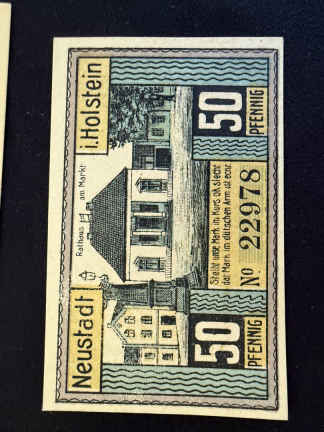 Neustadt i.Holstein
Rathaus am Markt
50 PFENNIG
50 PFENNIG
No 22978